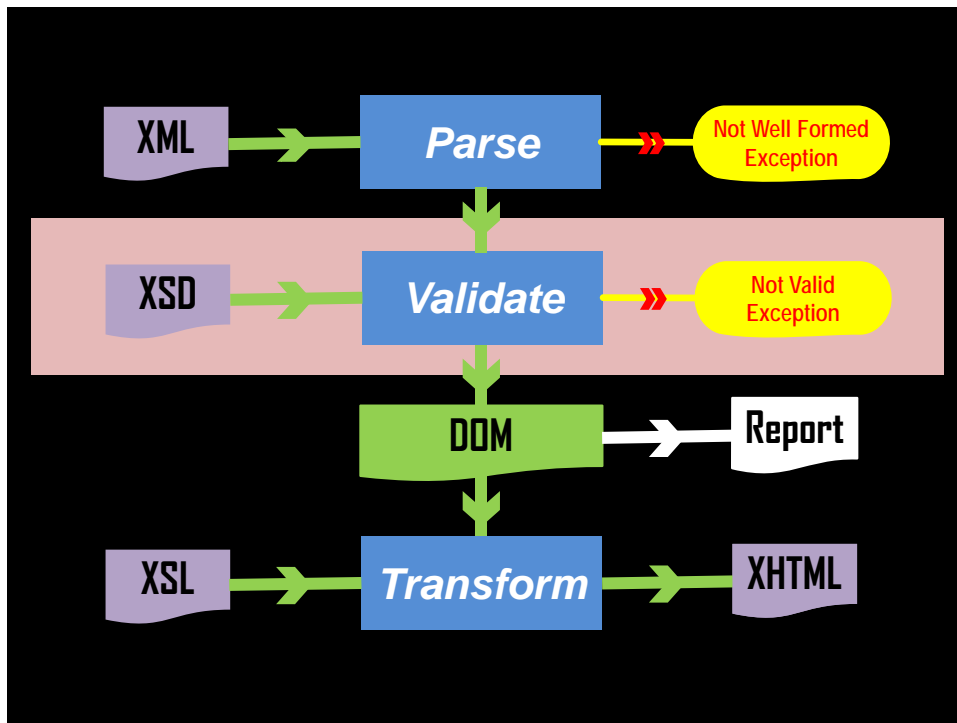 XML
Parse
Not Well Formed
Exception
XSD
Validate
Not Valid
Exception
DOM
Report
XSL
Transform
XHTML